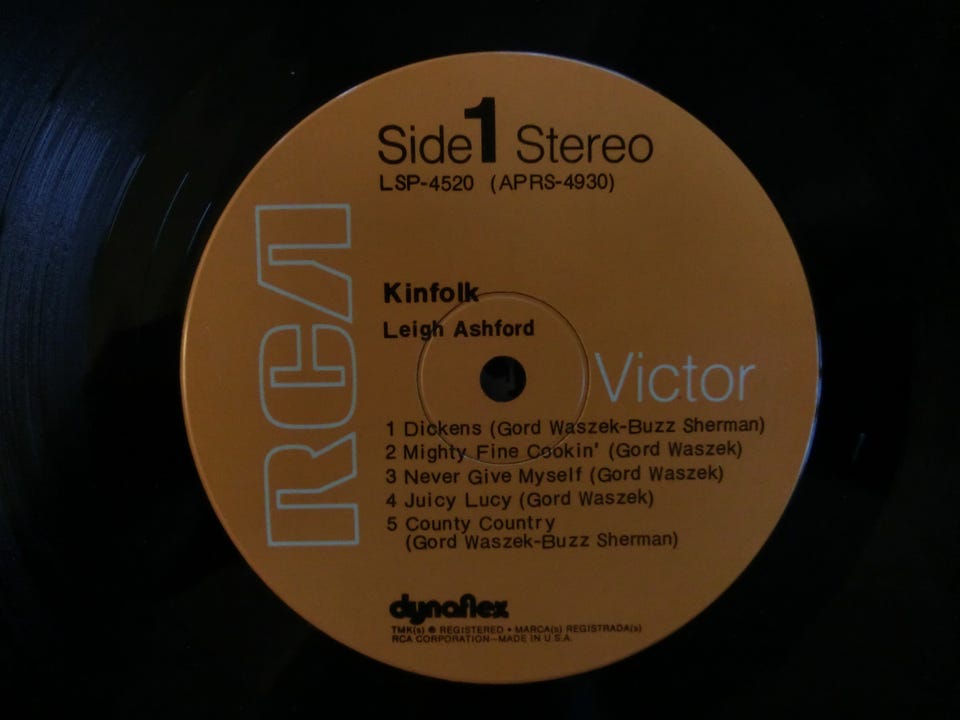 Side 1 Stereo
LSP-4520 (APRS-4930)
RCA
Kinfolk
Leigh Ashford
Victor
1 Dickens (Gord Waszek-Buzz Sherman)
2 Mighty Fine Cookin' (Gord Waszek)
3 Never Give Myself (Gord Waszek)
4 Juicy Lucy (Gord Waszek)
5 County Country
(Gord Waszek-Buzz Sherman)
dynaflex
TMK(s) ® REGISTERED • MARCA(s) REGISTRADA(s)
RCA CORPORATION—MADE IN U.S.A.